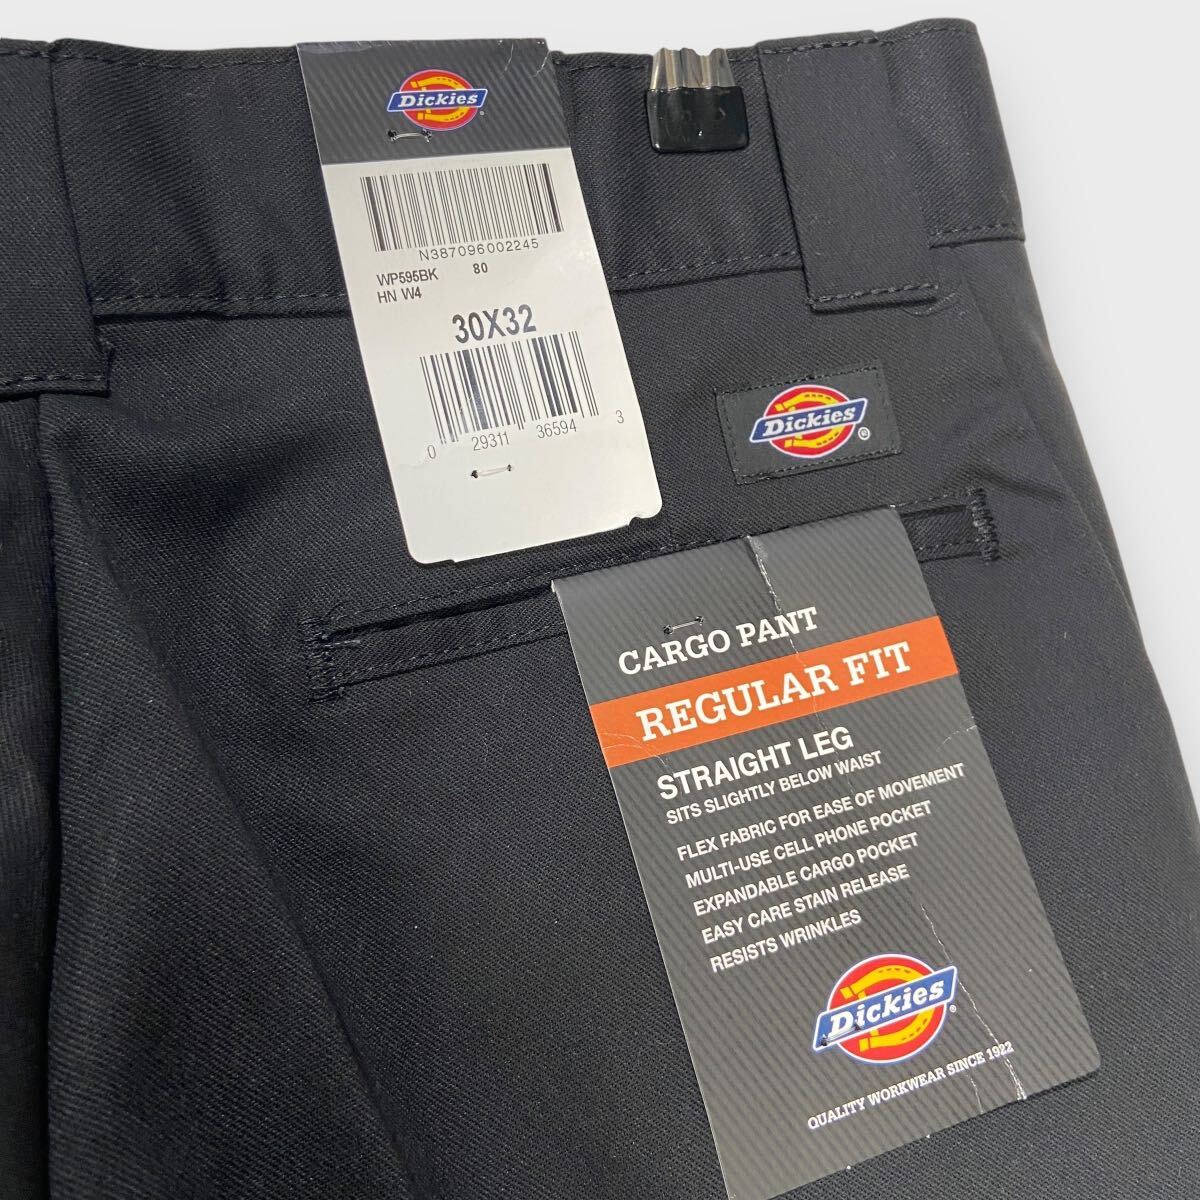 Dickies
N387096002245
WP595BK 80
HN W4
30X32
0 29311 36594 3
Dickies®
CARGO PANT
REGULAR FIT
STRAIGHT LEG
SITS SLIGHTLY BELOW WAIST
FLEX FABRIC FOR EASE OF MOVEMENT
MULTI-USE CELL PHONE POCKET
EXPANDABLE CARGO POCKET
EASY CARE STAIN RELEASE
RESISTS WRINKLES
Dickies®
QUALITY WORKWEAR SINCE 1922